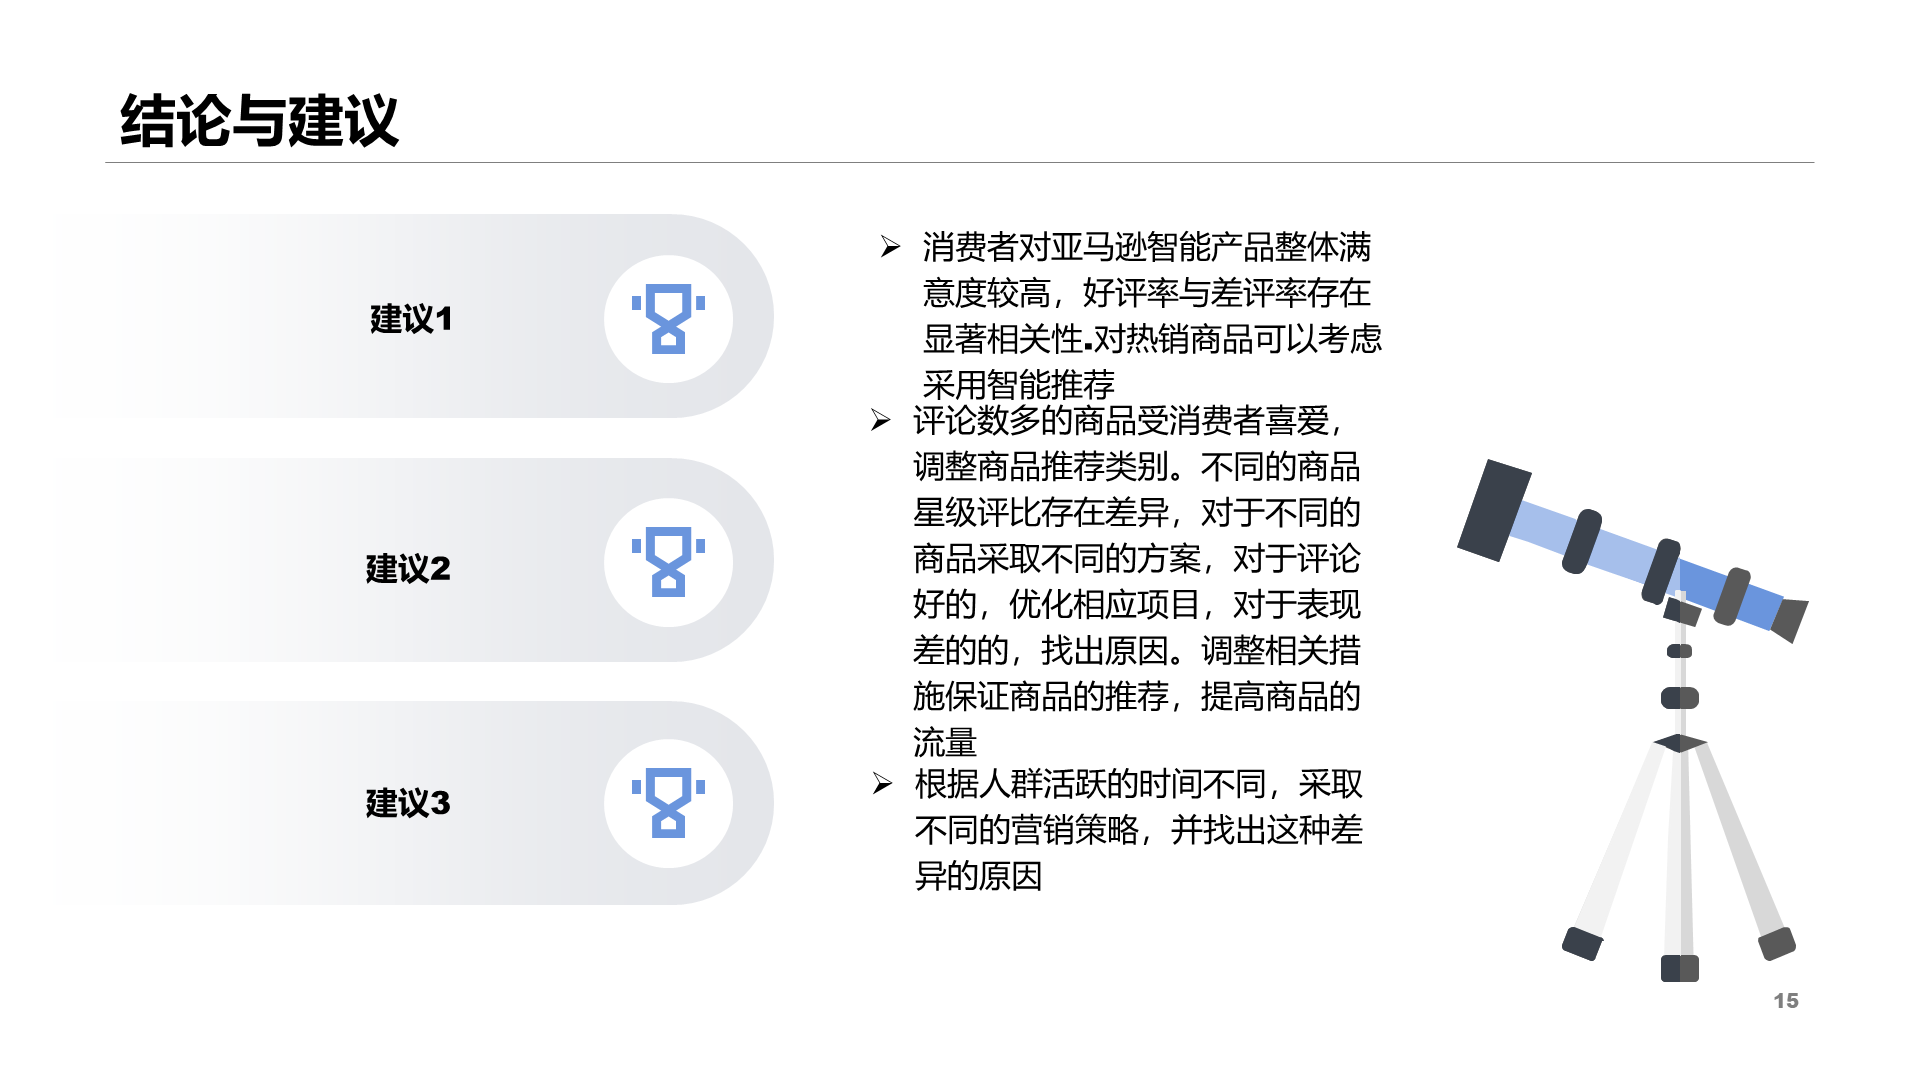 结论与建议
建议1
消费者对亚马逊智能产品整体满
意度较高，好评率与差评率存在
显著相关性.对热销商品可以考虑
采用智能推荐
建议2
评论数多的商品受消费者喜爱，
调整商品推荐类别。不同的商品
星级评比存在差异，对于不同的
商品采取不同的方案，对于评论
好的，优化相应项目，对于表现
差的的，找出原因。调整相关措
施保证商品的推荐，提高商品的
流量
建议3
根据人群活跃的时间不同，采取
不同的营销策略，并找出这种差
异的原因
15